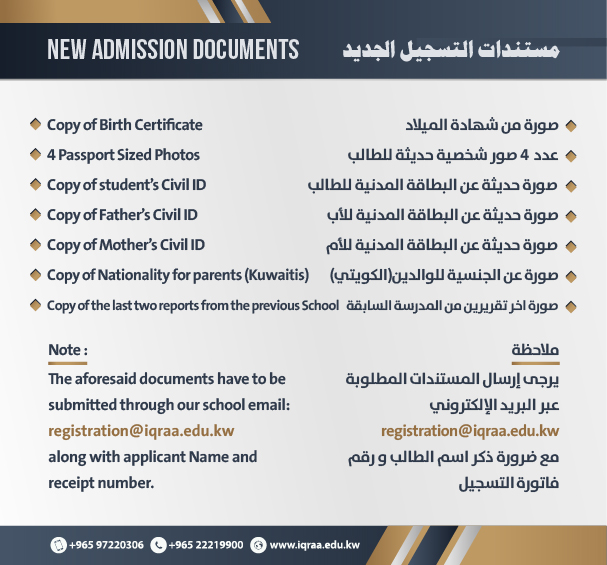 NEW ADMISSION DOCUMENTS
مستندات التسجيل الجديد
Copy of Birth Certificate
صورة من شهادة الميلاد
4 Passport Sized Photos
عدد 4 صور شخصية حديثة للطالب
Copy of student's Civil ID
صورة حديثة عن البطاقة المدنية للطالب
Copy of Father's Civil ID
صورة حديثة عن البطاقة المدنية للأب
Copy of Mother's Civil ID
صورة حديثة عن البطاقة المدنية للأم
Copy of Nationality for parents (Kuwaitis)
صورة عن الجنسية للوالدين(الكويتي)
Copy of the last two reports from the previous School
صورة اخر تقريرين من المدرسة السابقة
Note :
The aforesaid documents have to be
submitted through our school email:
registration@iqraa.edu.kw
along with applicant Name and
receipt number.
ملاحظة
يرجى إرسال المستندات المطلوبة
عبر البريد الإلكتروني
registration@iqraa.edu.kw
مع ضرورة ذكر اسم الطالب و رقم
فاتورة التسجيل
+965 97220306 +965 22219900 www.iqraa.edu.kw